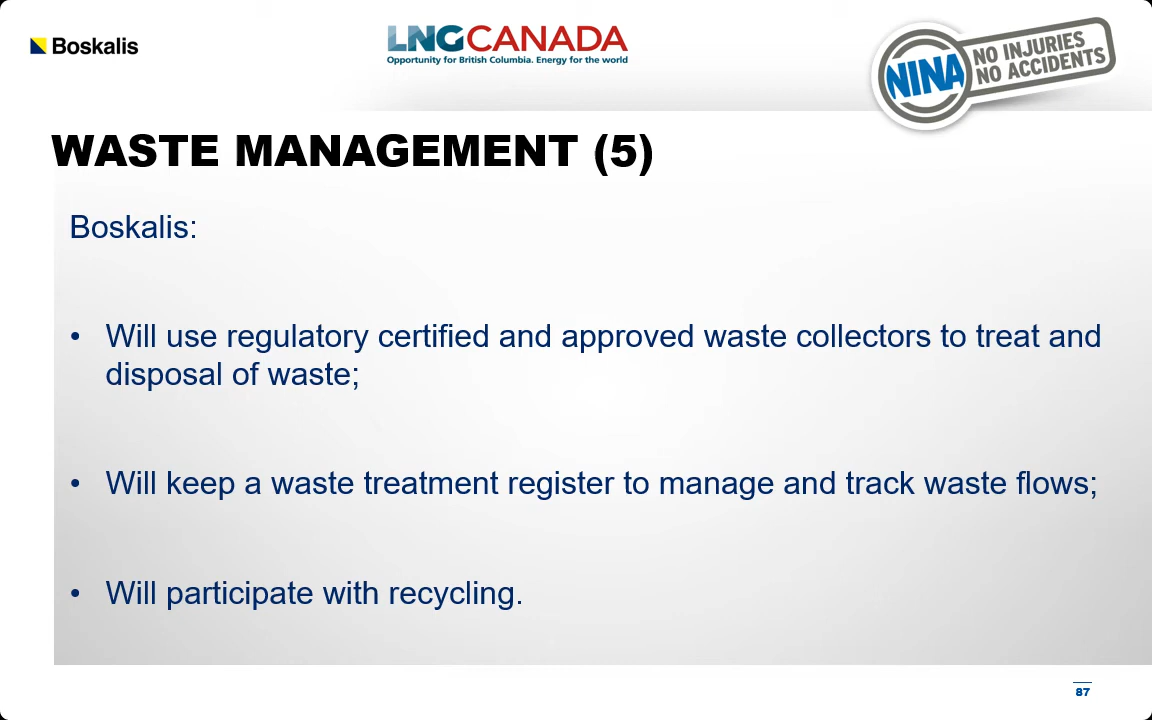 Boskalis
LNGCANADA
Opportunity for British Columbia. Energy for the world
NINA
NO INJURIES
NO ACCIDENTS
WASTE MANAGEMENT (5)
Boskalis:
• Will use regulatory certified and approved waste collectors to treat and
disposal of waste;
• Will keep a waste treatment register to manage and track waste flows;
• Will participate with recycling.
87